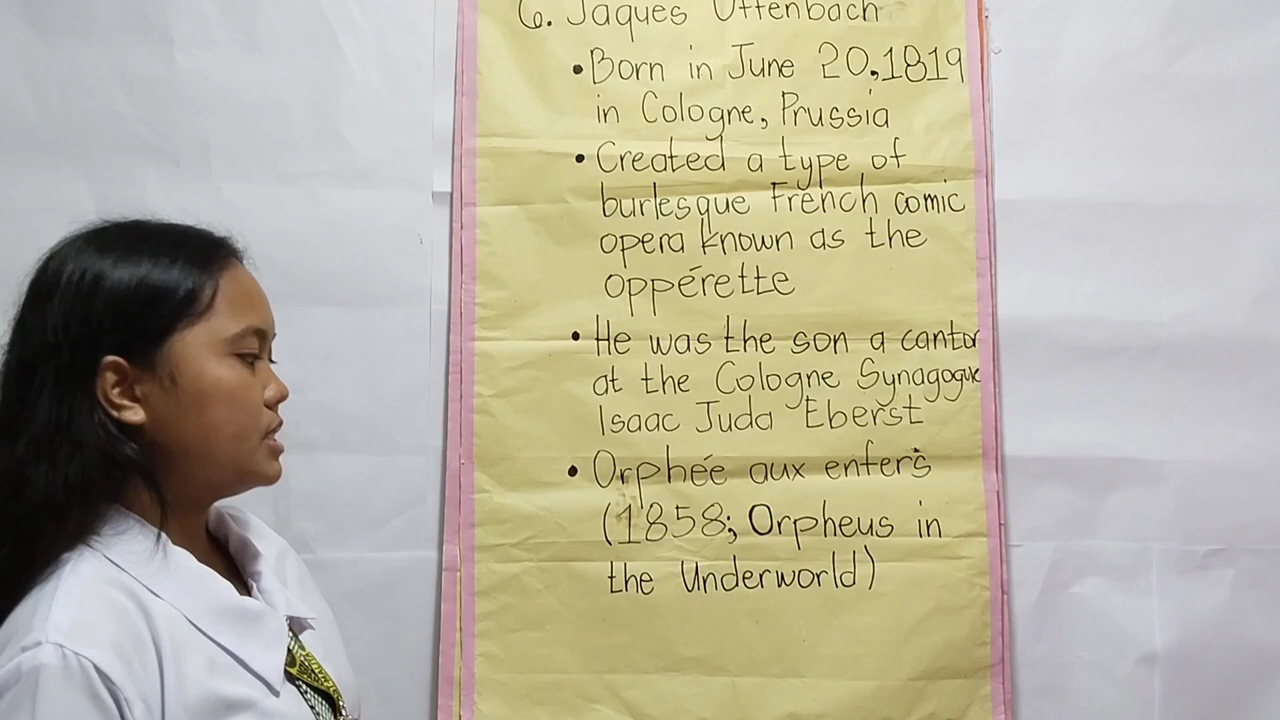 6. Jaques Offenbach
• Born in June 20, 1819
in Cologne, Prussia
• Created a type of
burlesque French comic
opera known as the
oppérette
• He was the son a cantor
at the Cologne Synagogue
Isaac Juda Eberst
• Orphée aux enfers
(1858; Orpheus in
the Underworld)